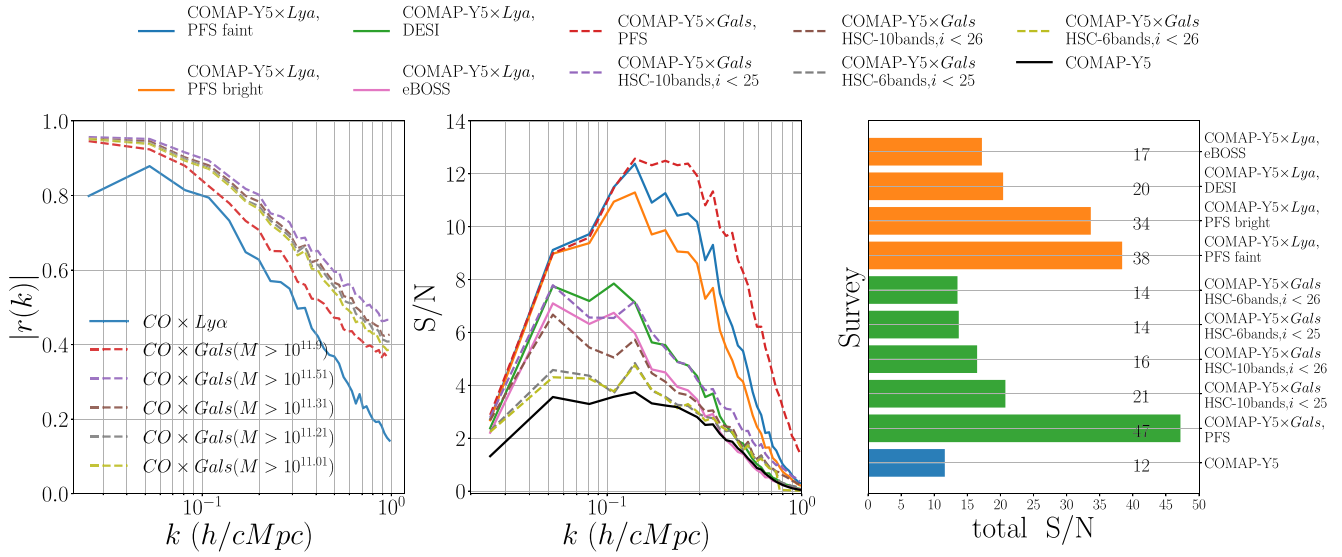 COMAP-Y5×Lya,
PFS faint
COMAP-Y5×Lya,
DESI
COMAP-Y5×Gals,
PFS
COMAP-Y5×Gals
HSC-10bands,i < 26
COMAP-Y5×Gals
HSC-6bands,i < 26
COMAP-Y5×Lya,
PFS bright
COMAP-Y5×Lya,
eBOSS
COMAP-Y5×Gals
HSC-10bands,i < 25
COMAP-Y5×Gals
HSC-6bands,i < 25
COMAP-Y5
|r(k)|
1.0
0.8
0.6
0.4
0.2
0.0
CO × Lyα
CO × Gals(M > 10^11.91)
CO × Gals(M > 10^11.51)
CO × Gals(M > 10^11.31)
CO × Gals(M > 10^11.21)
CO × Gals(M > 10^11.01)
10^−1
10^0
k (h/cMpc)
S/N
14
12
10
8
6
4
2
0
10^−1
10^0
k (h/cMpc)
Survey
17
COMAP-Y5×Lya,
eBOSS
20
COMAP-Y5×Lya,
DESI
34
COMAP-Y5×Lya,
PFS bright
38
COMAP-Y5×Lya,
PFS faint
14
COMAP-Y5×Gals
HSC-6bands,i < 26
14
COMAP-Y5×Gals
HSC-6bands,i < 25
16
COMAP-Y5×Gals
HSC-10bands,i < 26
21
COMAP-Y5×Gals
HSC-10bands,i < 25
47
COMAP-Y5×Gals,
PFS
12
COMAP-Y5
0 5 10 15 20 25 30 35 40 45 50
total S/N